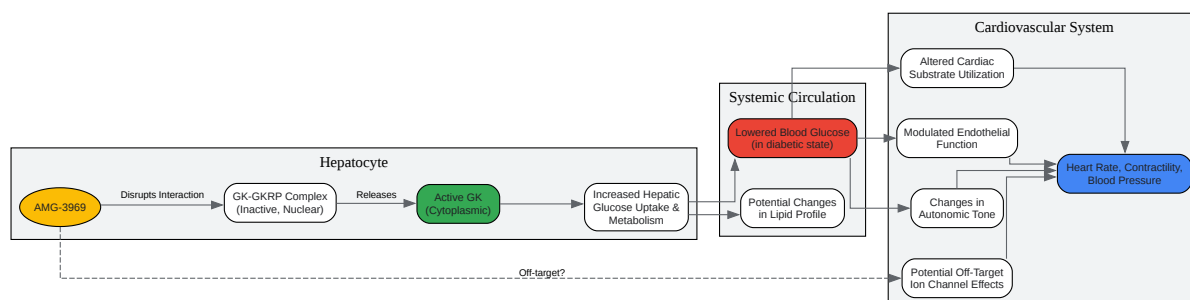 Cardiovascular System
Altered Cardiac
Substrate Utilization
Systemic Circulation
Lowered Blood Glucose
(in diabetic state)
Modulated Endothelial
Function
Heart Rate, Contractility,
Blood Pressure
Hepatocyte
AMG-3969
Disrupts Interaction
GK-GKRP Complex
(Inactive, Nuclear)
Releases
Active GK
(Cytoplasmic)
Increased Hepatic
Glucose Uptake &
Metabolism
Potential Changes
in Lipid Profile
Changes in
Autonomic Tone
Off-target?
Potential Off-Target
Ion Channel Effects